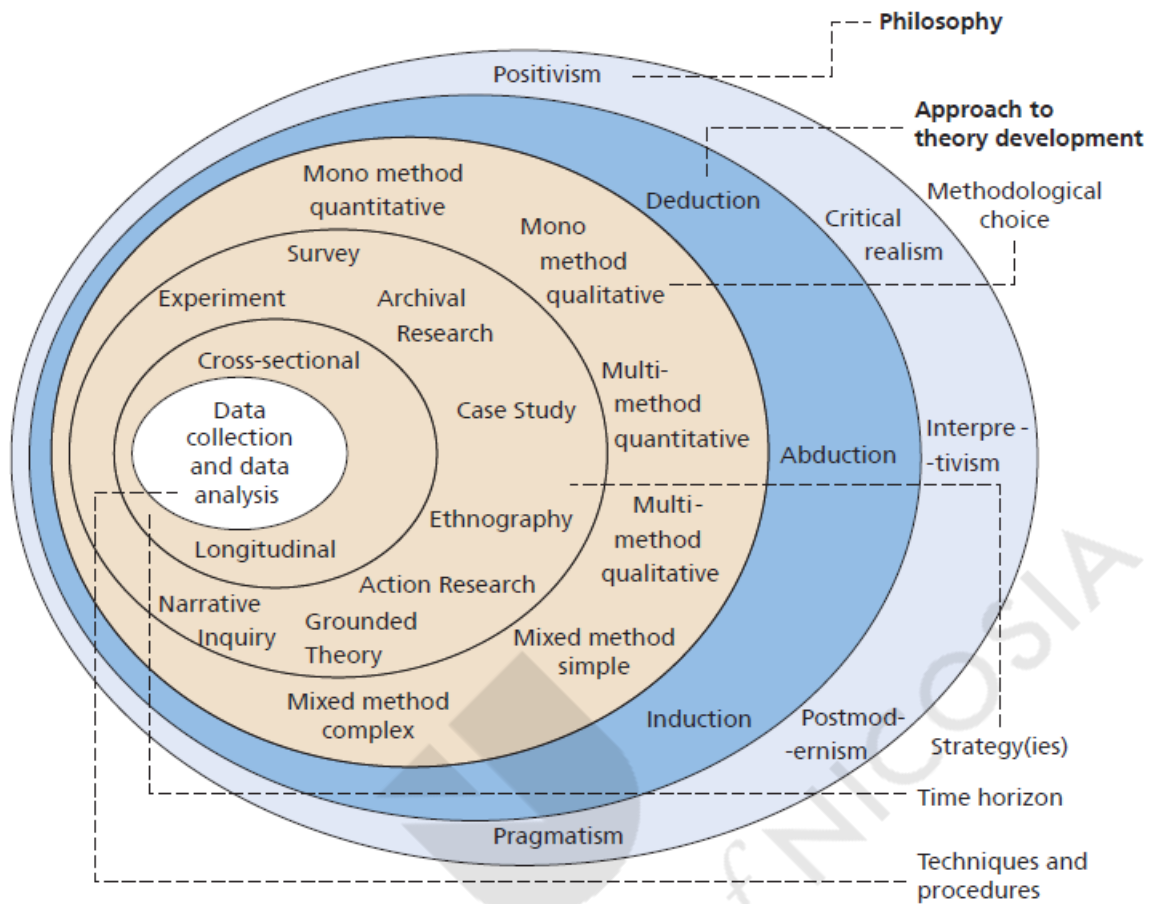 Philosophy
Positivism
Approach to
theory development
Deduction
Methodological
choice
Critical
realism
Mono method
quantitative
Mono
method
qualitative
Survey
Experiment
Archival
Research
Cross-sectional
Multi-
method
quantitative
Case Study
Data
collection
and data
analysis
Abduction
Interpre -
-tivism
Multi-
method
qualitative
Ethnography
Longitudinal
Action Research
Narrative
Inquiry
Grounded
Theory
Mixed method
simple
Mixed method
complex
Induction
Postmod-
-ernism
Strategy(ies)
Time horizon
Pragmatism
Techniques and
procedures
of NICOSIA